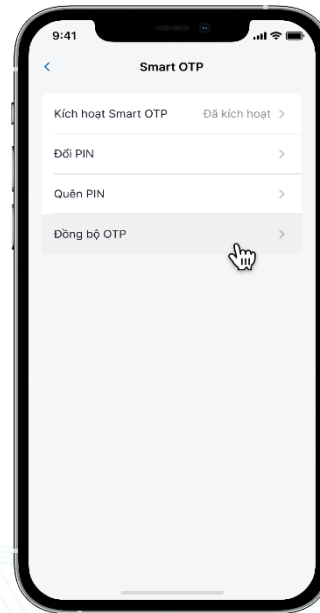 9:41
Smart OTP
Kích hoạt Smart OTP Đã kích hoạt
Đổi PIN
Quên PIN
Đồng bộ OTP